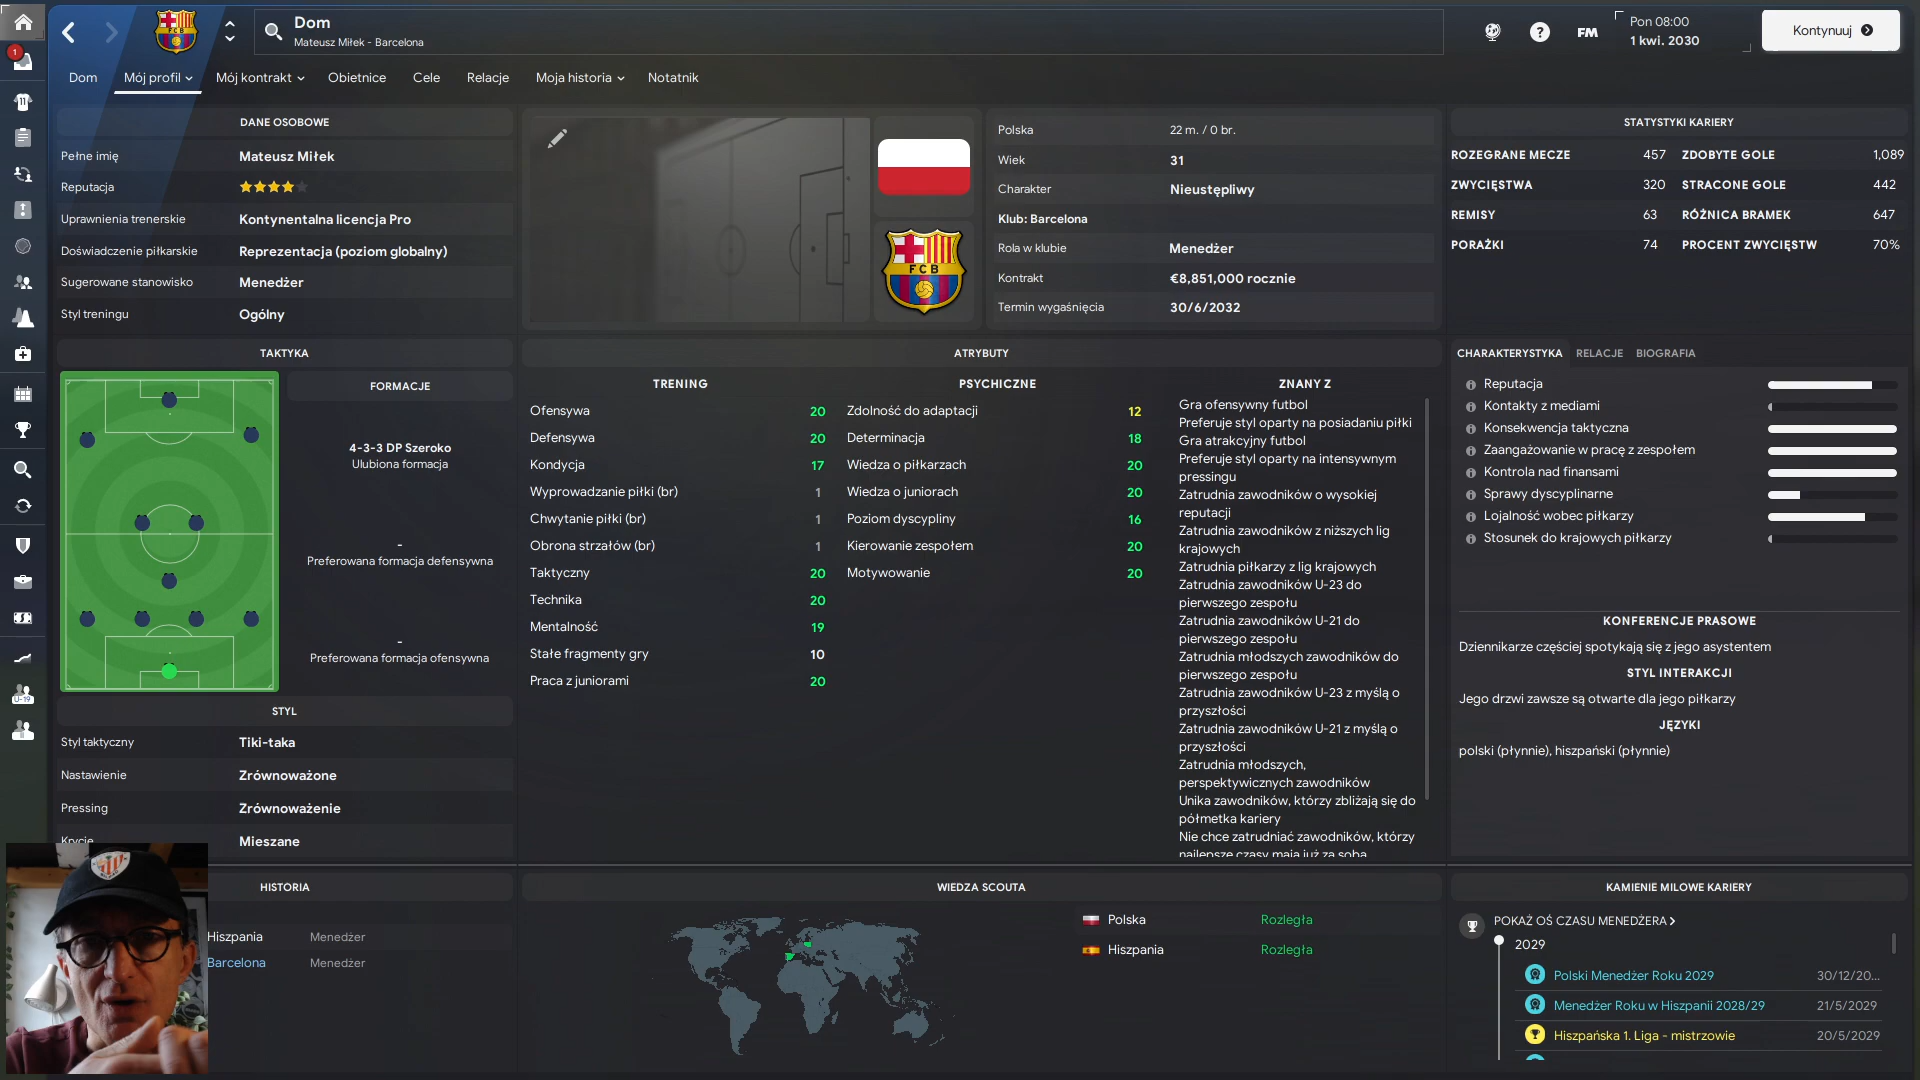 Dom
Mateusz Miłek - Barcelona
FM
Pon 08:00
1 kwi. 2030
Kontynuuj
1
Dom
Mój profil
Mój kontrakt
Obietnice
Cele
Relacje
Moja historia
Notatnik
DANE OSOBOWE
Pełne imię Mateusz Miłek
Reputacja
Uprawnienia trenerskie Kontynentalna licencja Pro
Doświadczenie piłkarskie Reprezentacja (poziom globalny)
Sugerowane stanowisko Menedżer
Styl treningu Ogólny
FCB
Polska 22 m. / 0 br.
Wiek 31
Charakter Nieustępliwy
Klub: Barcelona
Rola w klubie Menedżer
Kontrakt €8,851,000 rocznie
Termin wygaśnięcia 30/6/2032
STATYSTYKI KARIERY
ROZEGRANE MECZE 457 ZDOBYTE GOLE 1,089
ZWYCIĘSTWA 320 STRACONE GOLE 442
REMISY 63 RÓŻNICA BRAMEK 647
PORAŻKI 74 PROCENT ZWYCIĘSTW 70%
TAKTYKA
FORMACJE
4-3-3 DP Szeroko
Ulubiona formacja
-
Preferowana formacja defensywna
-
Preferowana formacja ofensywna
STYL
Styl taktyczny Tiki-taka
Nastawienie Zrównoważone
Pressing Zrównoważenie
Krycie Mieszane
ATRYBUTY
TRENING
Ofensywa 20
Defensywa 20
Kondycja 17
Wyprowadzanie piłki (br) 1
Chwytanie piłki (br) 1
Obrona strzałów (br) 1
Taktyczny 20
Technika 20
Mentalność 19
Stałe fragmenty gry 10
Praca z juniorami 20
PSYCHICZNE
Zdolność do adaptacji 12
Determinacja 18
Wiedza o piłkarzach 20
Wiedza o juniorach 20
Poziom dyscypliny 16
Kierowanie zespołem 20
Motywowanie 20
ZNANY Z
Gra ofensywny futbol
Preferuje styl oparty na posiadaniu piłki
Gra atrakcyjny futbol
Preferuje styl oparty na intensywnym
pressingu
Zatrudnia zawodników o wysokiej
reputacji
Zatrudnia zawodników z niższych lig
krajowych
Zatrudnia piłkarzy z lig krajowych
Zatrudnia zawodników U-23 do
pierwszego zespołu
Zatrudnia zawodników U-21 do
pierwszego zespołu
Zatrudnia młodszych zawodników do
pierwszego zespołu
Zatrudnia zawodników U-23 z myślą o
przyszłości
Zatrudnia zawodników U-21 z myślą o
przyszłości
Zatrudnia młodszych,
perspektywicznych zawodników
Unika zawodników, którzy zbliżają się do
półmetka kariery
Nie chce zatrudniać zawodników, którzy
najlepsze czasy mają już za sobą
CHARAKTERYSTYKA RELACJE BIOGRAFIA
Reputacja
Kontakty z mediami
Konsekwencja taktyczna
Zaangażowanie w pracę z zespołem
Kontrola nad finansami
Sprawy dyscyplinarne
Lojalność wobec piłkarzy
Stosunek do krajowych piłkarzy
KONFERENCJE PRASOWE
Dziennikarze częściej spotykają się z jego asystentem
STYL INTERAKCJI
Jego drzwi zawsze są otwarte dla jego piłkarzy
JĘZYKI
polski (płynnie), hiszpański (płynnie)
HISTORIA
Hiszpania Menedżer
Barcelona Menedżer
WIEDZA SCOUTA
Polska Rozległa
Hiszpania Rozległa
KAMIENIE MILOWE KARIERY
POKAŻ OŚ CZASU MENEDŻERA
2029
Polski Menedżer Roku 2029 30/12/20...
Menedżer Roku w Hiszpanii 2028/29 21/5/2029
Hiszpańska 1. Liga - mistrzowie 20/5/2029
11
U-19